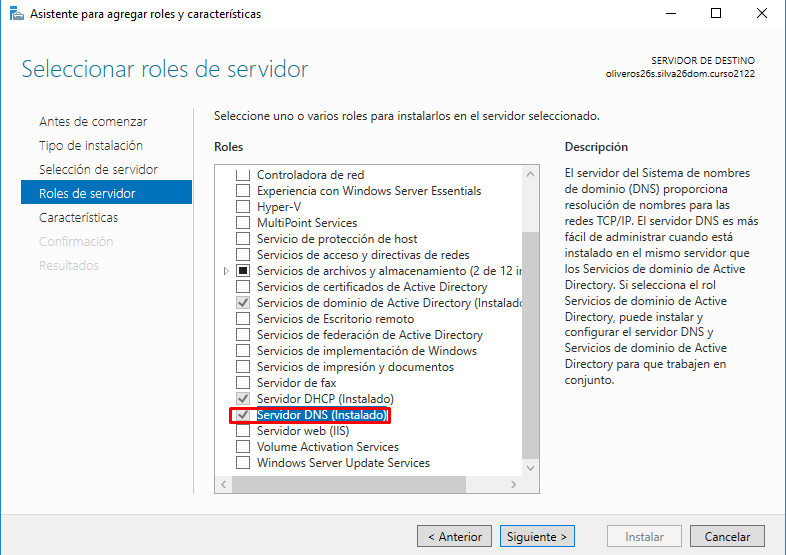 Asistente para agregar roles y características
Seleccionar roles de servidor
SERVIDOR DE DESTINO
oliveros26s.silva26dom.curso2122
Antes de comenzar
Tipo de instalación
Selección de servidor
Roles de servidor
Características
Confirmación
Resultados
Seleccione uno o varios roles para instalarlos en el servidor seleccionado.
Roles
Controladora de red
Experiencia con Windows Server Essentials
Hyper-V
MultiPoint Services
Servicio de protección de host
Servicios de acceso y directivas de redes
Servicios de archivos y almacenamiento (2 de 12 in
Servicios de certificados de Active Directory
Servicios de dominio de Active Directory (Instalado
Servicios de Escritorio remoto
Servicios de federación de Active Directory
Servicios de implementación de Windows
Servicios de impresión y documentos
Servidor de fax
Servidor DHCP (Instalado)
Servidor DNS (Instalado)
Servidor web (IIS)
Volume Activation Services
Windows Server Update Services
Descripción
El servidor del Sistema de nombres
de dominio (DNS) proporciona
resolución de nombres para las
redes TCP/IP. El servidor DNS es más
fácil de administrar cuando está
instalado en el mismo servidor que
los Servicios de dominio de Active
Directory. Si selecciona el rol
Servicios de dominio de Active
Directory, puede instalar y
configurar el servidor DNS y
Servicios de dominio de Active
Directory para que trabajen en
conjunto.
< Anterior
Siguiente >
Instalar
Cancelar